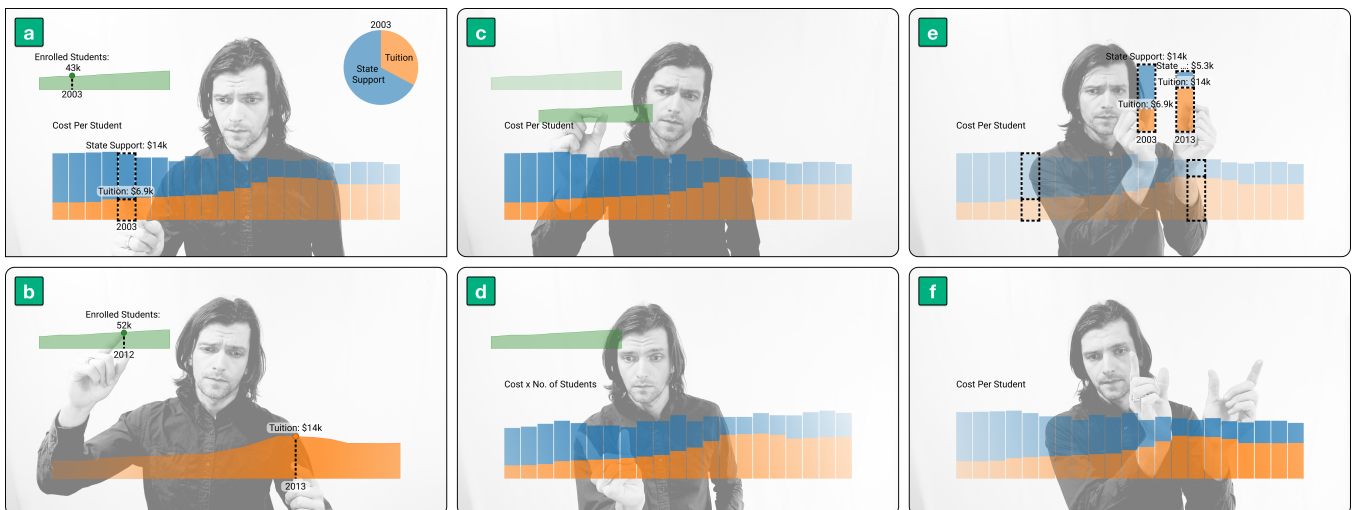 a
2003
Enrolled Students:
43k
Tuition
State
Support
2003
Cost Per Student
State Support: $14k
Tuition: $6.9k
2003
b
Enrolled Students:
52k
2012
Tuition: $14k
2013
c
Cost Per Student
d
Cost x No. of Students
e
State Support: $14k
State ...: $5.3k
Tuition: $14k
Tuition: $6.9k
Cost Per Student
2003
2013
f
Cost Per Student